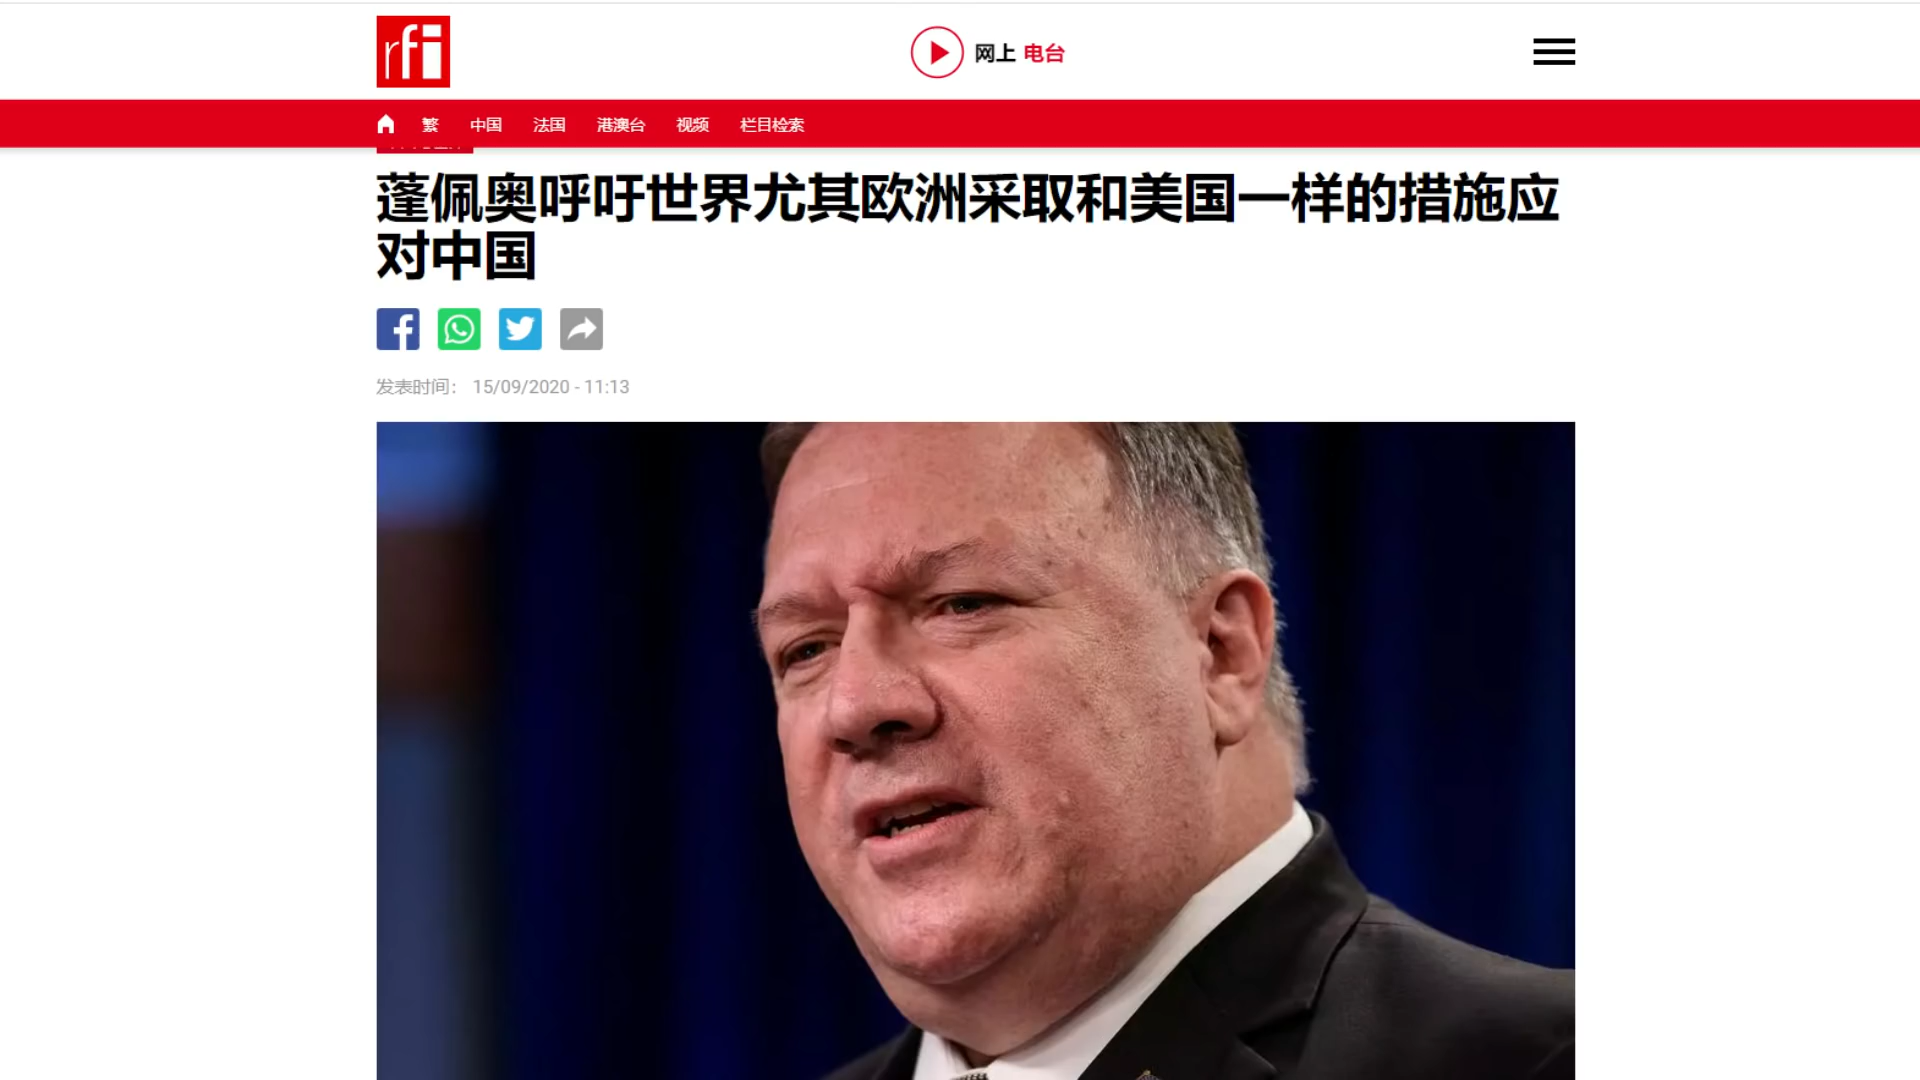 rfi
网上 电台
繁 中国 法国 港澳台 视频 栏目检索
蓬佩奥呼吁世界尤其欧洲采取和美国一样的措施应
对中国
发表时间： 15/09/2020 - 11:13